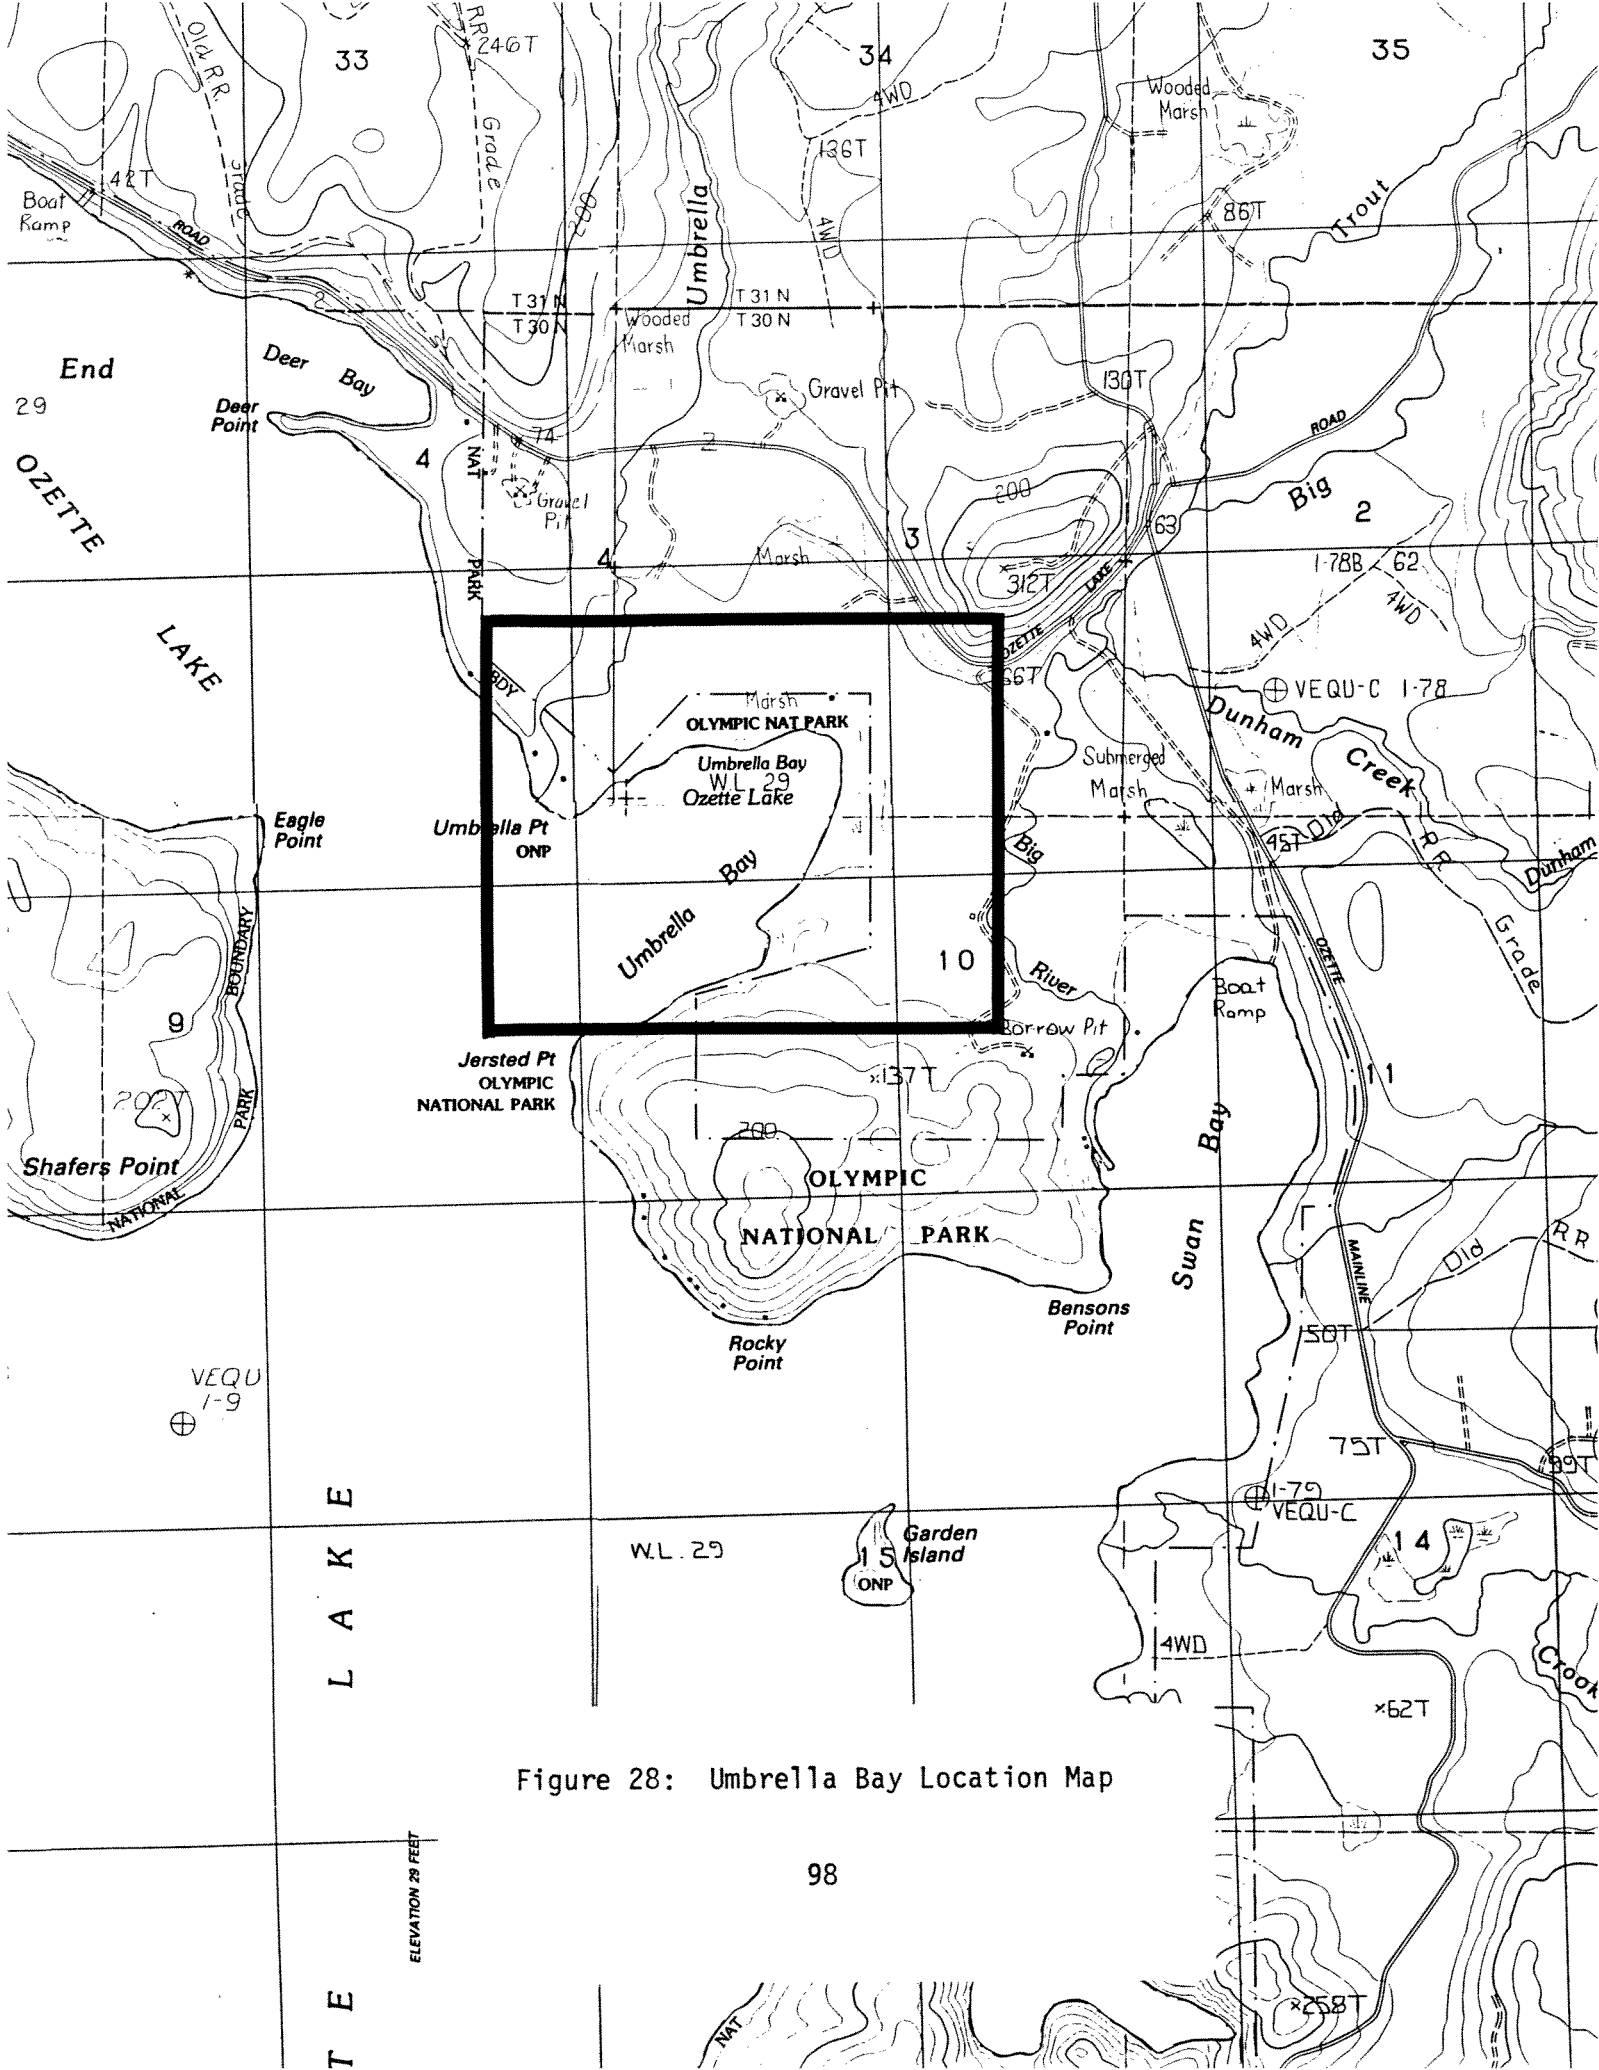 33
34
35
Old RR.
Grade
RR
246T
Grade
4WD
136T
4WD
Wooded
Marsh
86T
Trout
42T
Boat
Ramp
ROAD
200
Umbrella
T 31 N
T 30 N
T 31 N
T 30 N
Wooded
Marsh
2
End
29
Deer
Bay
Deer
Point
Gravel Pit
130T
ROAD
OZETTE
LAKE
4
NAT
PARK
BDY
74
2
Gravel
Pit
4
Marsh
3
200
312T
63
LAKE
OZETTE
66T
Big
2
1-78B
62
4WD
4WD
VEQU-C 1-78
Dunham
Creek
Marsh
OLYMPIC NAT PARK
Umbrella Bay
W.L. 29
Ozette Lake
Submerged
Marsh
Marsh
Eagle
Point
Umbrella Pt
ONP
Big
45T
Old
RR
Grade
Dunham
Umbrella
Bay
10
River
Boat
Ramp
OZETTE
BOUNDARY
9
Borrow Pit
Jersted Pt
OLYMPIC
NATIONAL PARK
137T
11
202T
PARK
200
Bay
Swan
Shafers Point
NATIONAL
OLYMPIC
NATIONAL PARK
MAINLINE
Old
RR
Bensons
Point
Rocky
Point
50T
VEQU
1-9
75T
99T
1-79
VEQU-C
W.L. 29
Garden
Island
15
ONP
14
LAKE
4WD
Crook
62T
Figure 28: Umbrella Bay Location Map
98
ELEVATION 29 FEET
TE
258T
NAT